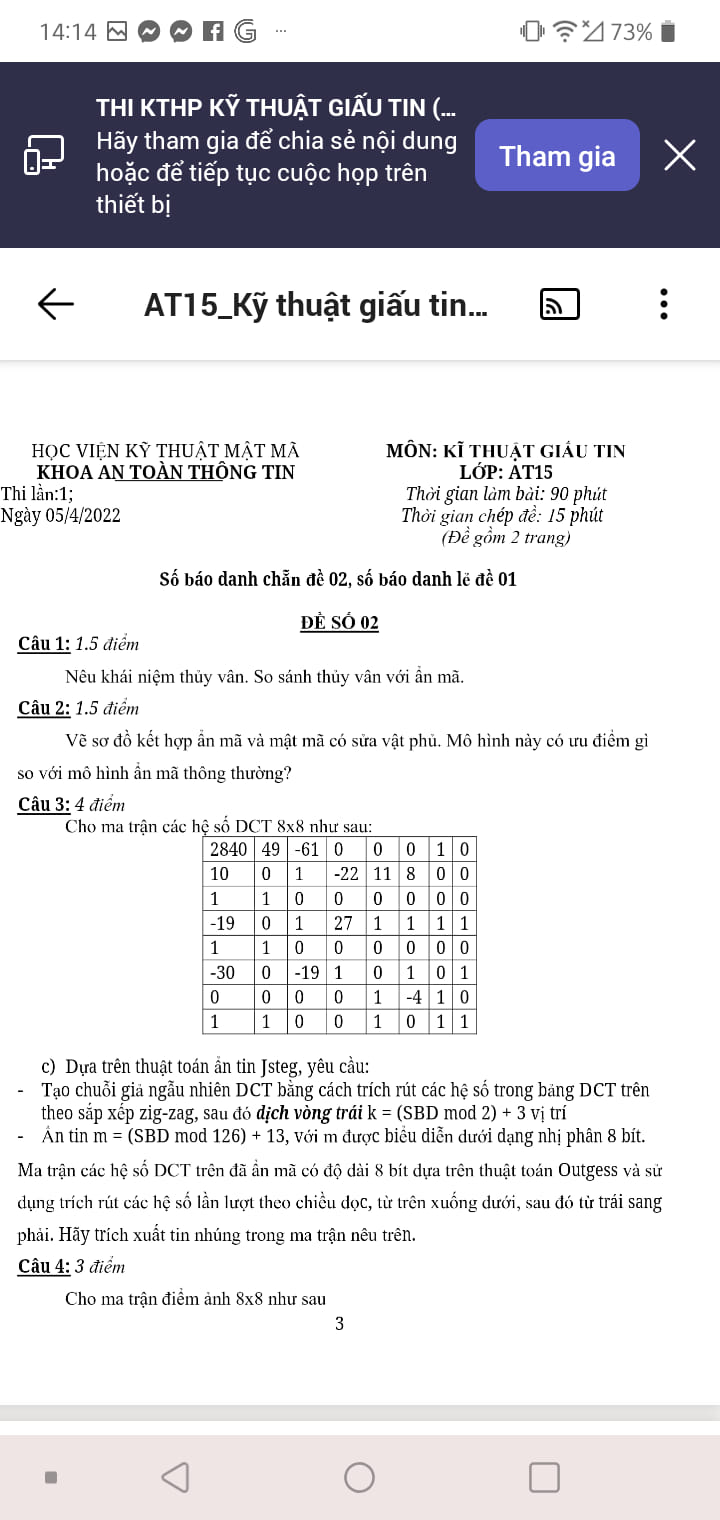 14:14 ... 73%
THI KTHP KỸ THUẬT GIẤU TIN (...
Hãy tham gia để chia sẻ nội dung
hoặc để tiếp tục cuộc họp trên
thiết bị
Tham gia
AT15_Kỹ thuật giấu tin...
HỌC VIỆN KỸ THUẬT MẬT MÃ
KHOA AN TOÀN THÔNG TIN
Thi lần:1;
Ngày 05/4/2022
MÔN: KĨ THUẬT GIẤU TIN
LỚP: AT15
Thời gian làm bài: 90 phút
Thời gian chép đề: 15 phút
(Đề gồm 2 trang)
Số báo danh chẵn đề 02, số báo danh lẻ đề 01
ĐỀ SỐ 02
Câu 1: 1.5 điểm
Nêu khái niệm thủy vân. So sánh thủy vân với ẩn mã.
Câu 2: 1.5 điểm
Vẽ sơ đồ kết hợp ẩn mã và mật mã có sửa vật phủ. Mô hình này có ưu điểm gì
so với mô hình ẩn mã thông thường?
Câu 3: 4 điểm
Cho ma trận các hệ số DCT 8x8 như sau:
2840 49 -61 0 0 0 1 0
10 0 1 -22 11 8 0 0
1 1 0 0 0 0 0 0
-19 0 1 27 1 1 1 1
1 1 0 0 0 0 0 0
-30 0 -19 1 0 1 0 1
0 0 0 0 1 -4 1 0
1 1 0 0 1 0 1 1
c) Dựa trên thuật toán ẩn tin Jsteg, yêu cầu:
- Tạo chuỗi giả ngẫu nhiên DCT bằng cách trích rút các hệ số trong bảng DCT trên
theo sắp xếp zig-zag, sau đó dịch vòng trái k = (SBD mod 2) + 3 vị trí
- Ẩn tin m = (SBD mod 126) + 13, với m được biểu diễn dưới dạng nhị phân 8 bít.
Ma trận các hệ số DCT trên đã ẩn mã có độ dài 8 bít dựa trên thuật toán Outgess và sử
dụng trích rút các hệ số lần lượt theo chiều dọc, từ trên xuống dưới, sau đó từ trái sang
phải. Hãy trích xuất tin nhúng trong ma trận nêu trên.
Câu 4: 3 điểm
Cho ma trận điểm ảnh 8x8 như sau
3